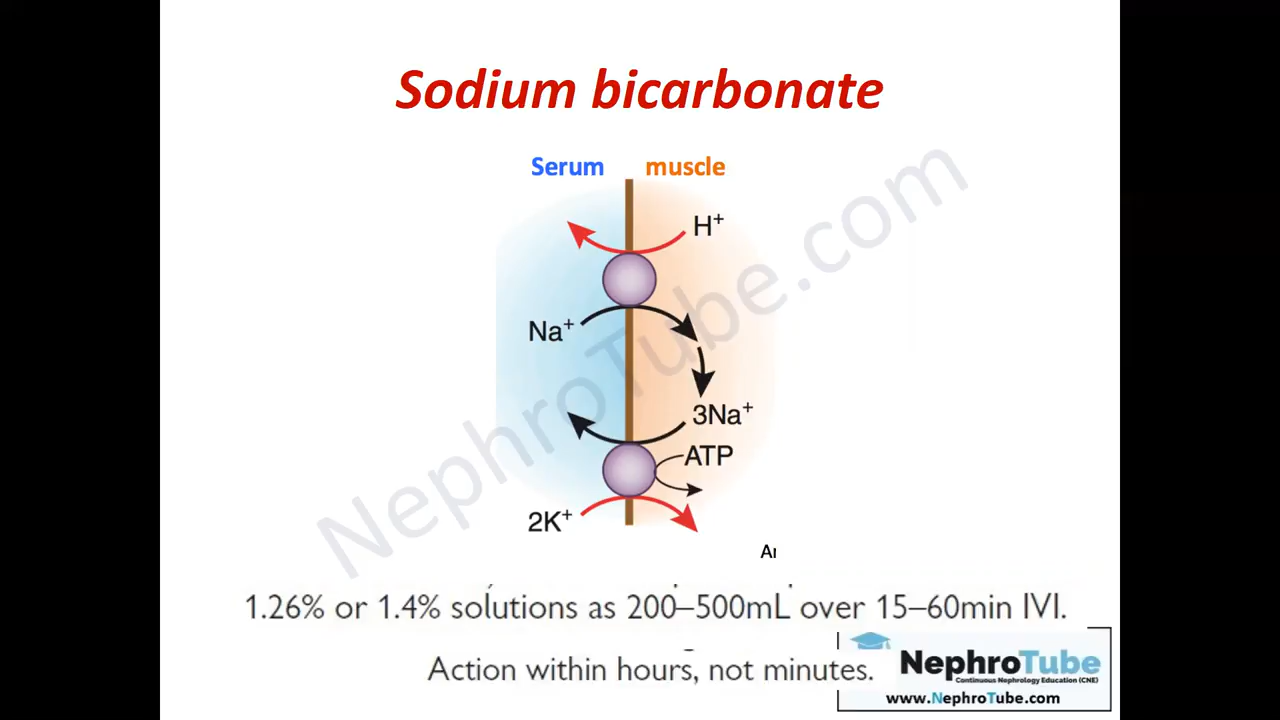 Sodium bicarbonate
Serum muscle
H+
Na+
3Na+
ATP
2K+
1.26% or 1.4% solutions as 200–500mL over 15–60min IVI.
Action within hours, not minutes.
NephroTube
Continuous Nephrology Education (CNE)
www.NephroTube.com
NephroTube.com